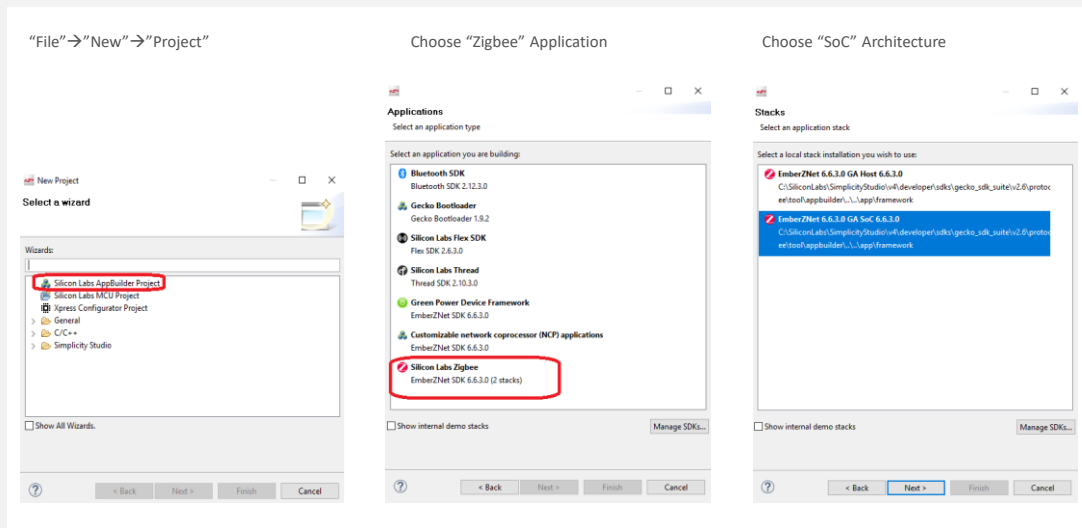 “File”→”New”→”Project”
Choose “Zigbee” Application
Choose “SoC” Architecture
New Project
Select a wizard
Wizards:
Silicon Labs AppBuilder Project
Silicon Labs MCU Project
Xpress Configurator Project
General
C/C++
Simplicity Studio
Show All Wizards.
< Back
Next >
Finish
Cancel
Applications
Select an application type
Select an application you are building:
Bluetooth SDK
Bluetooth SDK 2.12.3.0
Gecko Bootloader
Gecko Bootloader 1.9.2
Silicon Labs Flex SDK
Flex SDK 2.6.3.0
Silicon Labs Thread
Thread SDK 2.10.3.0
Green Power Device Framework
EmberZNet SDK 6.6.3.0
Customizable network coprocessor (NCP) applications
EmberZNet SDK 6.6.3.0
Silicon Labs Zigbee
EmberZNet SDK 6.6.3.0 (2 stacks)
Show internal demo stacks
Manage SDKs...
< Back
Next >
Finish
Cancel
Stacks
Select an application stack
Select a local stack installation you wish to use:
EmberZNet 6.6.3.0 GA Host 6.6.3.0
C:\SiliconLabs\SimplicityStudio\v4\developer\sdks\gecko_sdk_suite\v2.6\protoc
ee\tool\appbuilder\..\..\app\framework
EmberZNet 6.6.3.0 GA SoC 6.6.3.0
C:\SiliconLabs\SimplicityStudio\v4\developer\sdks\gecko_sdk_suite\v2.6\protoc
ee\tool\appbuilder\..\..\app\framework
Show internal demo stacks
Manage SDKs...
< Back
Next >
Finish
Cancel